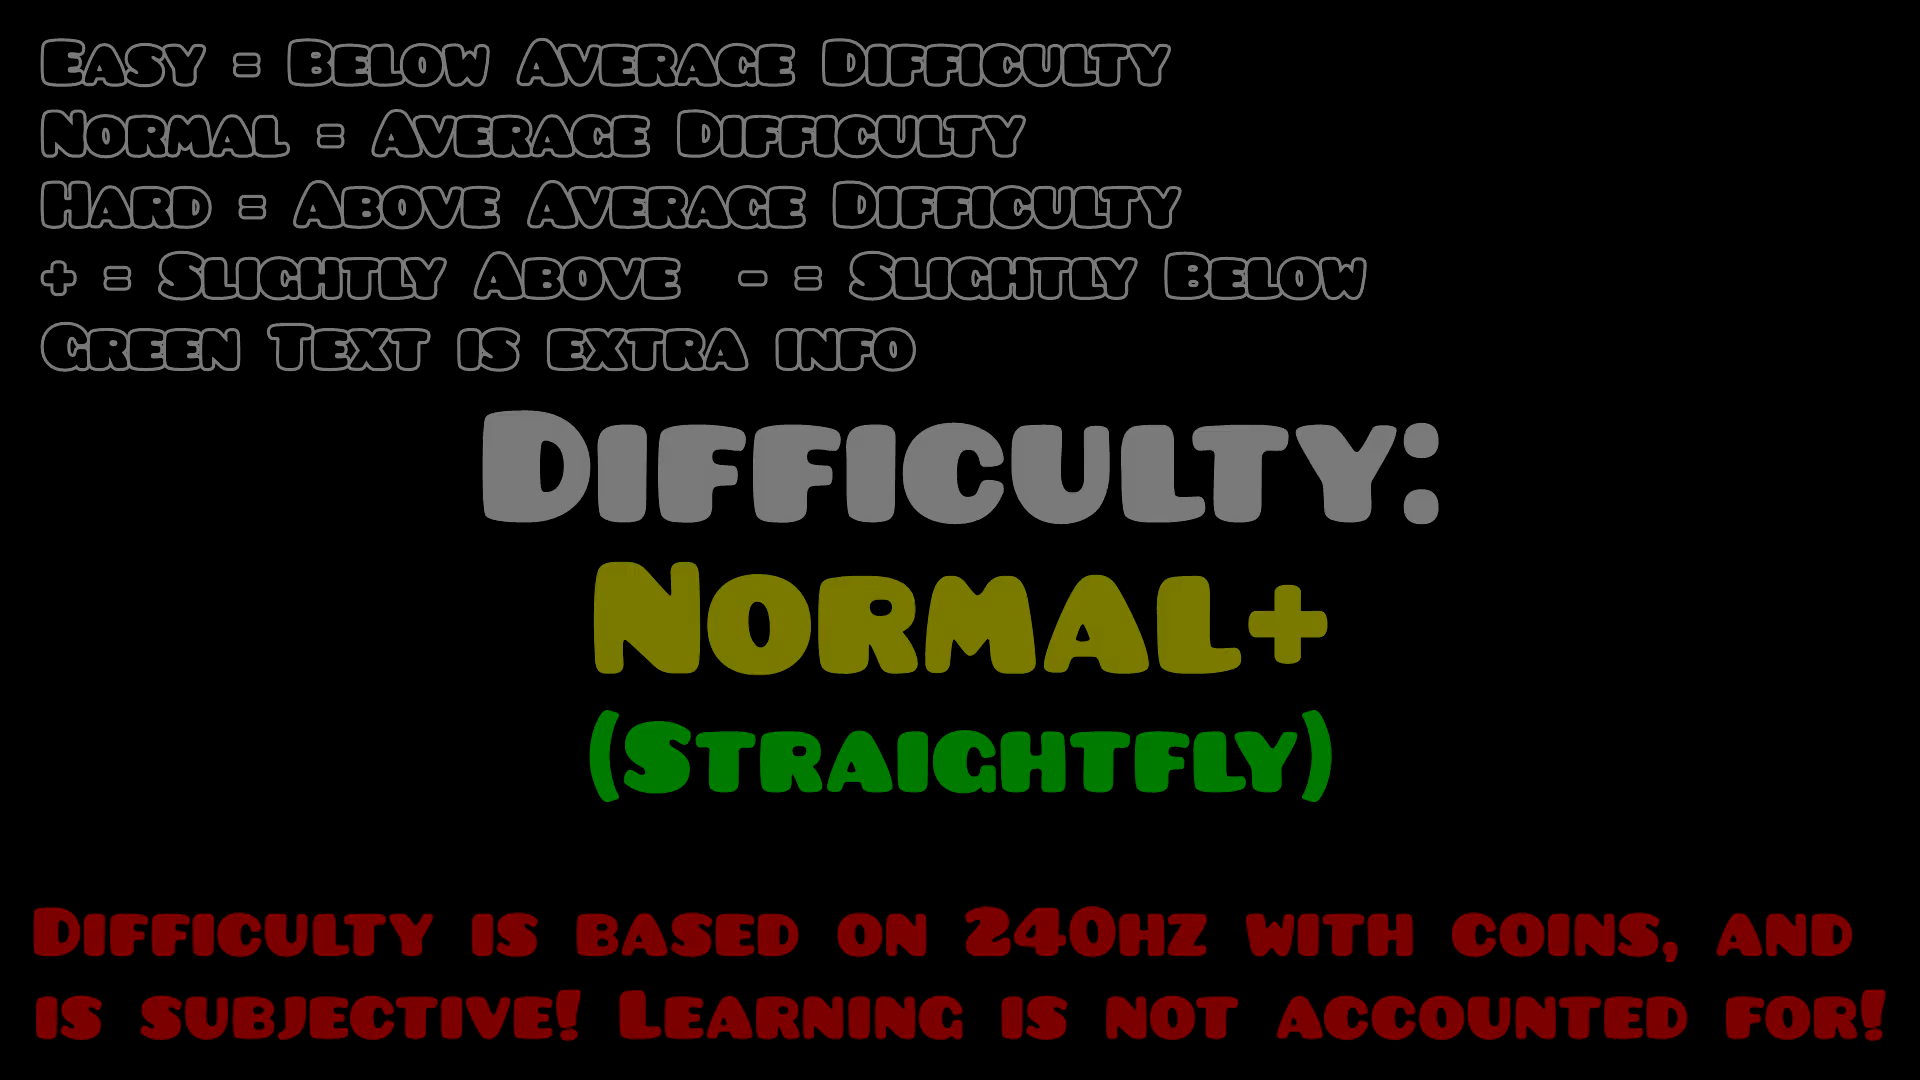 Easy = Below Average Difficulty
Normal = Average Difficulty
Hard = Above Average Difficulty
+ = Slightly Above - = Slightly Below
Green Text is extra info
Difficulty:
Normal+
(Straightfly)
Difficulty is based on 240hz with coins, and
is subjective! Learning is not accounted for!